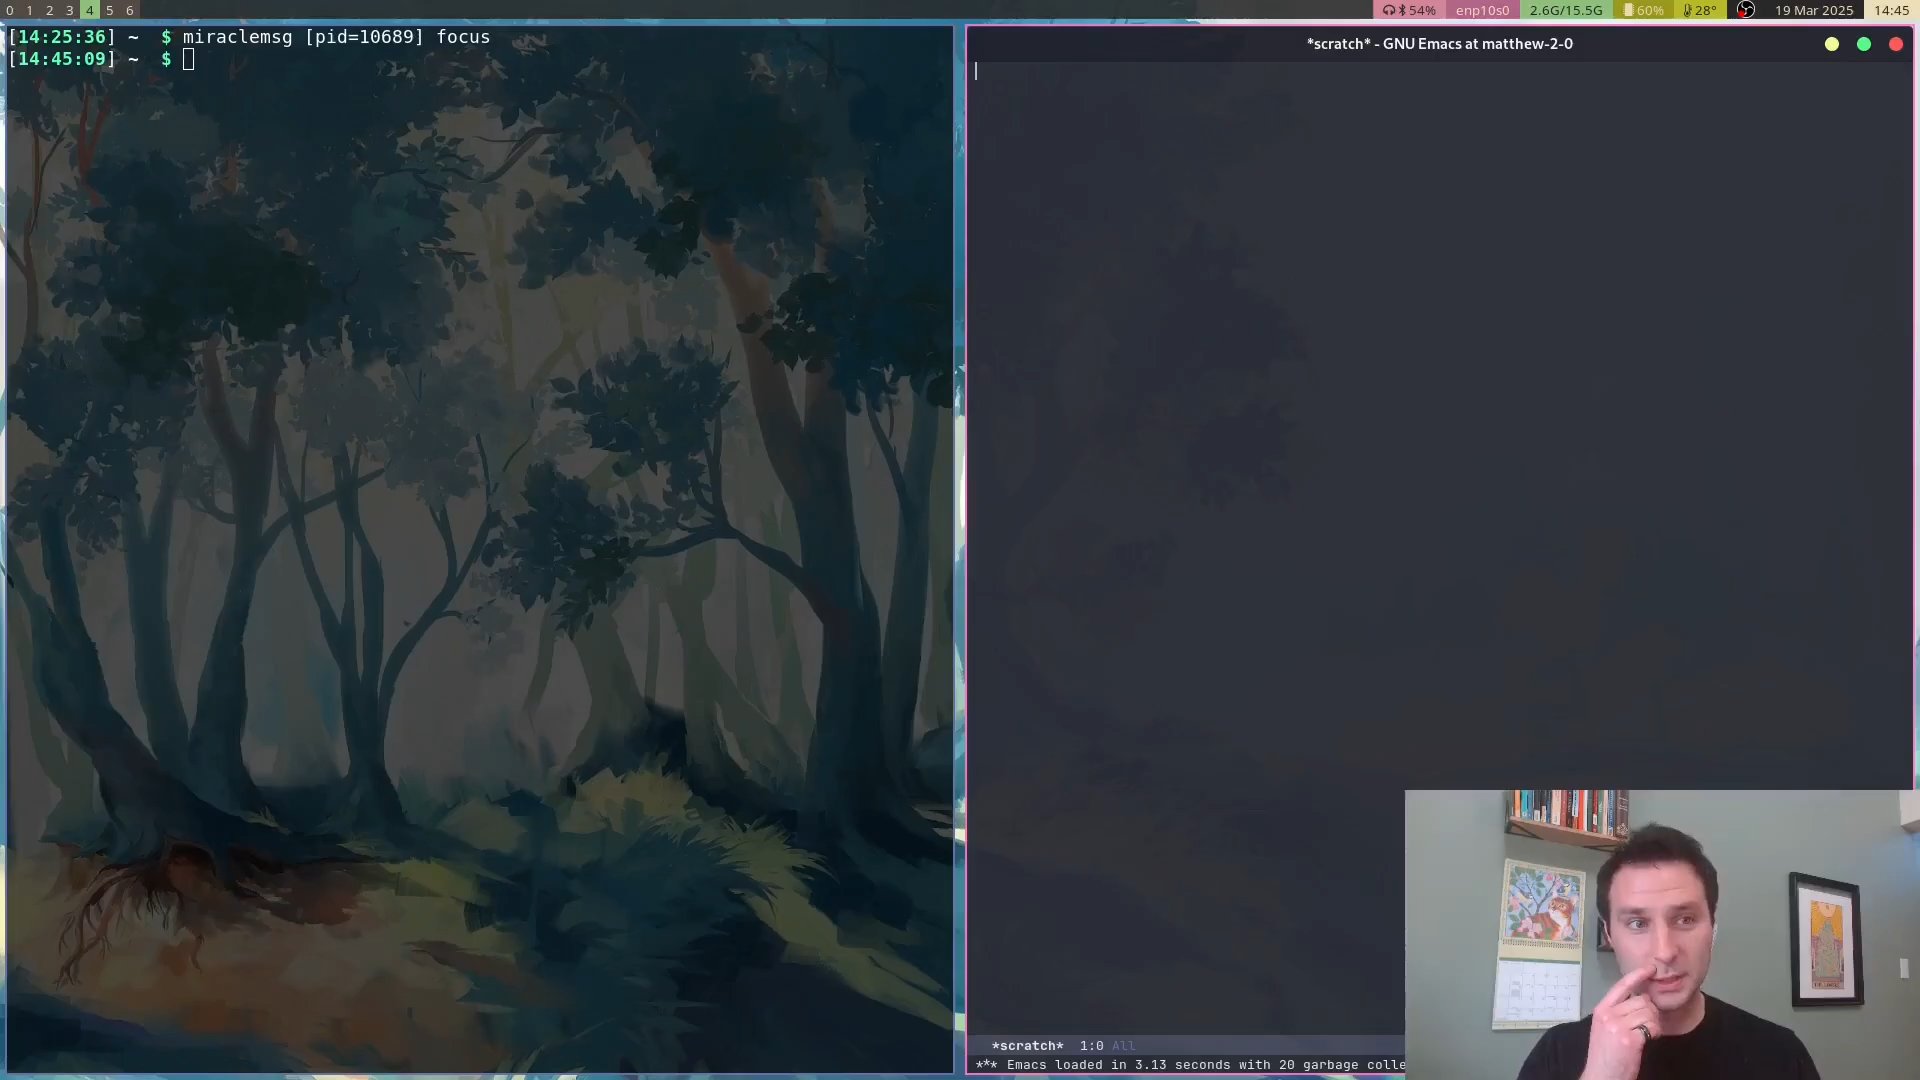 0 1 2 3 4 5 6
54% enp10s0 2.6G/15.5G 60% 28° 19 Mar 2025 14:45
[14:25:36] ~ $ miraclemsg [pid=10689] focus
[14:45:09] ~ $
*scratch* - GNU Emacs at matthew-2-0
*scratch* 1:0 All
*** Emacs loaded in 3.13 seconds with 20 garbage colle